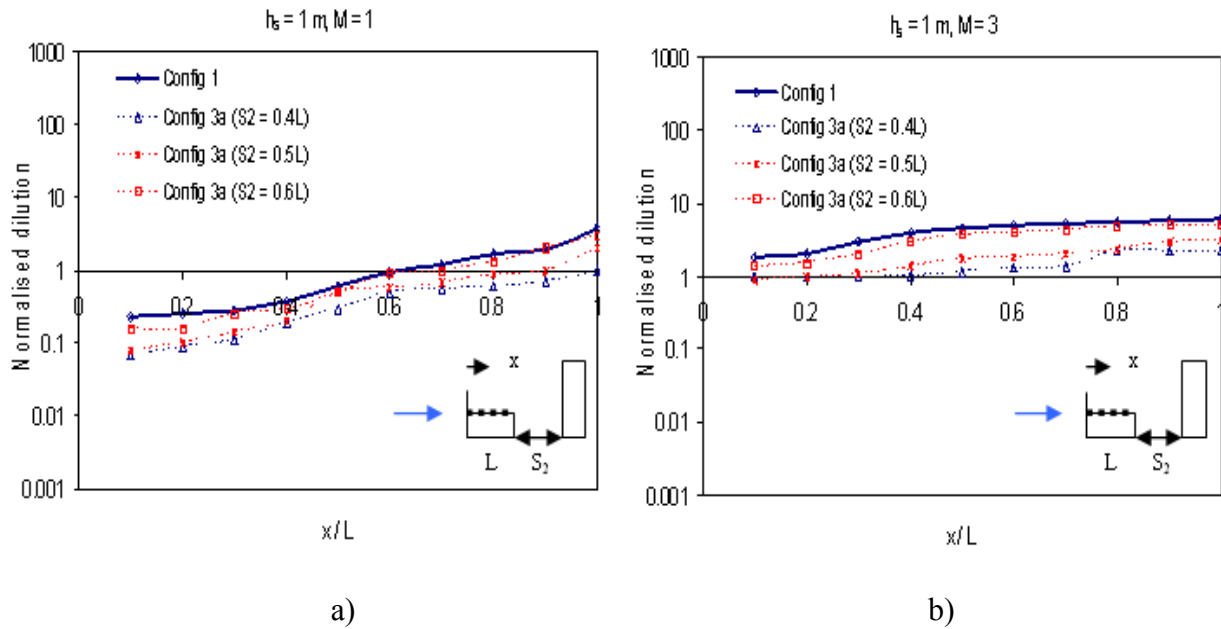 hs = 1 m, M = 1
1000
100
10
1
0.1
0.01
0.001
Normalised dilution
Config 1
Config 3a (S2 = 0.4L)
Config 3a (S2 = 0.5L)
Config 3a (S2 = 0.6L)
0
0.2
0.4
0.6
0.8
1
x
L
S2
x/L
a)
hs = 1 m, M = 3
1000
100
10
1
0.1
0.01
0.001
Normalised dilution
Config 1
Config 3a (S2 = 0.4L)
Config 3a (S2 = 0.5L)
Config 3a (S2 = 0.6L)
0
0.2
0.4
0.6
0.8
1
x
L
S2
x/L
b)